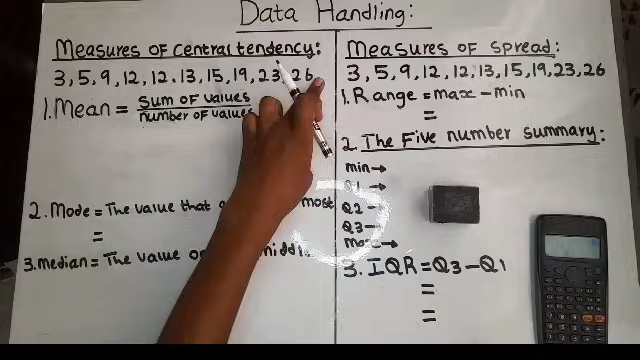 Data Handling:
Measures of central tendency:
3, 5, 9, 12, 12, 13, 15, 19, 23, 26
1. Mean = sum of values
number of values
2. Mode = The value that most
=
3. median = The value
Measures of spread:
3, 5, 9, 12, 12, 13, 15, 19, 23, 26
1. Range = max - min
=
2. The Five number summary:
min →
Q1 →
Q2 -
Q3 -
max →
3. IQR = Q3 - Q1
=
=